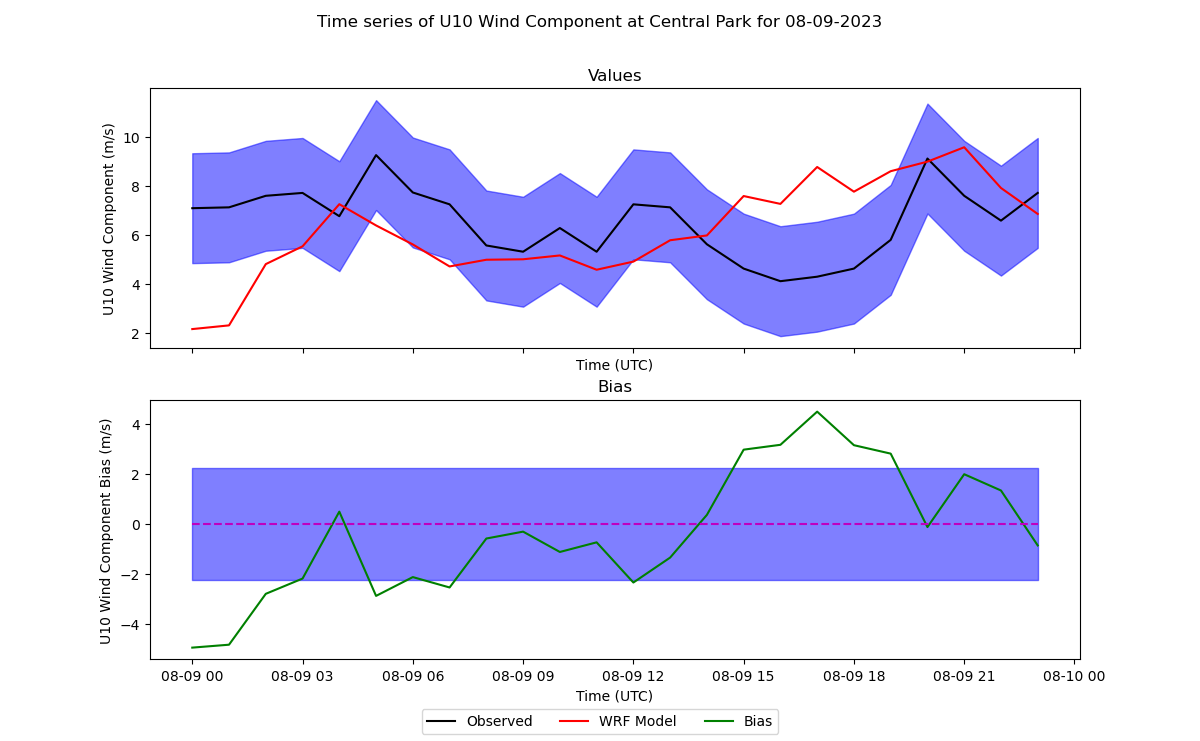 Time series of U10 Wind Component at Central Park for 08-09-2023
Values
U10 Wind Component (m/s)
10
8
6
4
2
Time (UTC)
Bias
U10 Wind Component Bias (m/s)
4
2
0
−2
−4
08-09 00 08-09 03 08-09 06 08-09 09 08-09 12 08-09 15 08-09 18 08-09 21 08-10 00
Time (UTC)
Observed WRF Model Bias